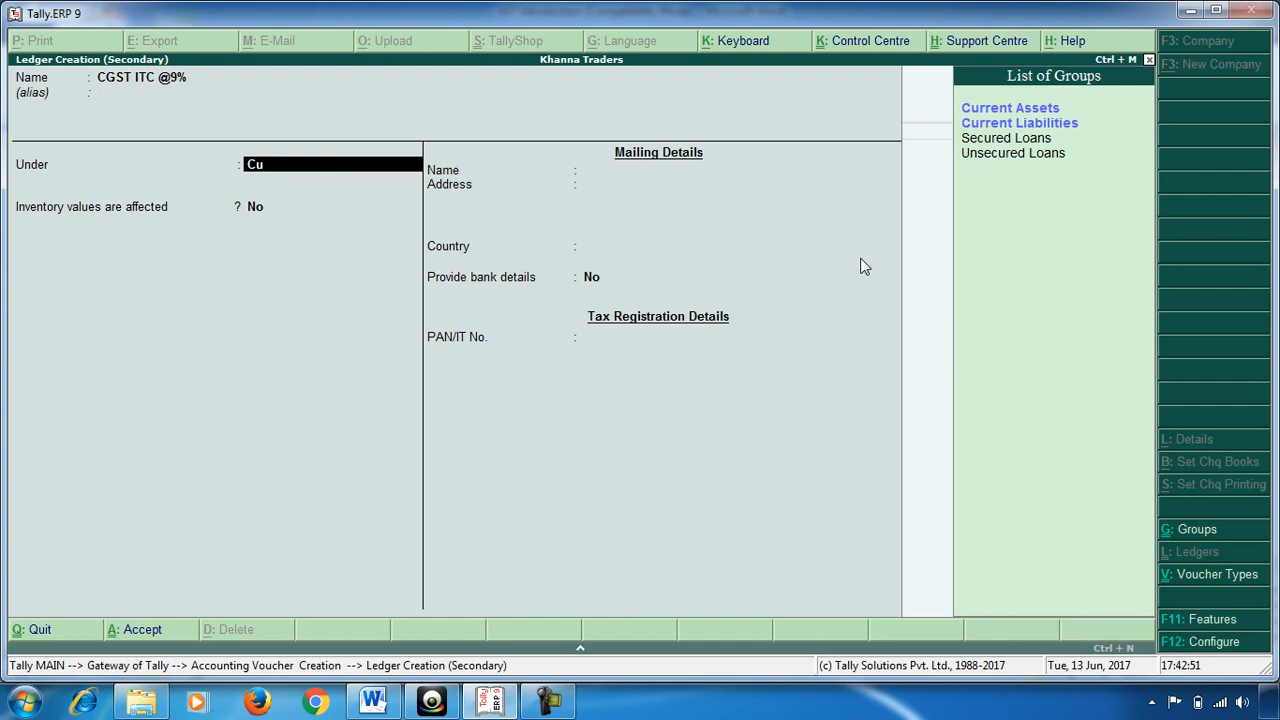 Tally.ERP 9
P: Print
E: Export
M: E-Mail
O: Upload
S: TallyShop
G: Language
K: Keyboard
K: Control Centre
H: Support Centre
H: Help
Ledger Creation (Secondary)
Khanna Traders
Ctrl + M
Name : CGST ITC @9%
(alias) :
Under : Cu
Inventory values are affected ? No
Mailing Details
Name :
Address :
Country :
Provide bank details : No
Tax Registration Details
PAN/IT No. :
List of Groups
Current Assets
Current Liabilities
Secured Loans
Unsecured Loans
F3: Company
F3: New Company
L: Details
B: Set Chq Books
S: Set Chq Printing
G: Groups
L: Ledgers
V: Voucher Types
F11: Features
F12: Configure
Q: Quit
A: Accept
D: Delete
Ctrl + N
Tally MAIN --> Gateway of Tally --> Accounting Voucher Creation --> Ledger Creation (Secondary)
(c) Tally Solutions Pvt. Ltd., 1988-2017
Tue, 13 Jun, 2017
17:42:51